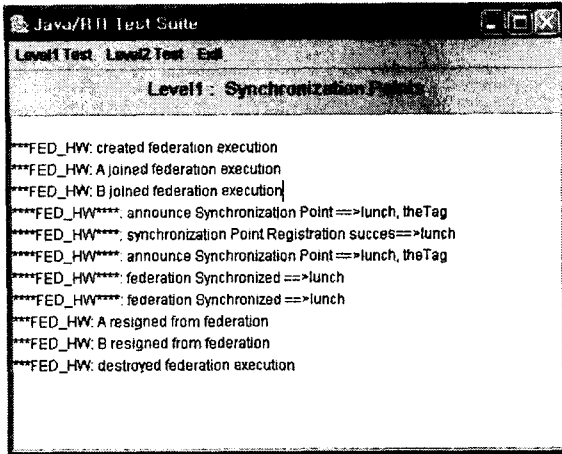 Java/RTI Test Suite
Level1 Test Level2 Test Exit
Level1 : Synchronization Points
***FED_HW: created federation execution
***FED_HW: A joined federation execution
***FED_HW: B joined federation execution
****FED_HW****: announce Synchronization Point==>lunch, theTag
****FED_HW****: synchronization Point Registration succes==>lunch
****FED_HW****: announce Synchronization Point==>lunch, theTag
****FED_HW****: federation Synchronized ==>lunch
****FED_HW****: federation Synchronized ==>lunch
***FED_HW: A resigned from federation
***FED_HW: B resigned from federation
***FED_HW: destroyed federation execution